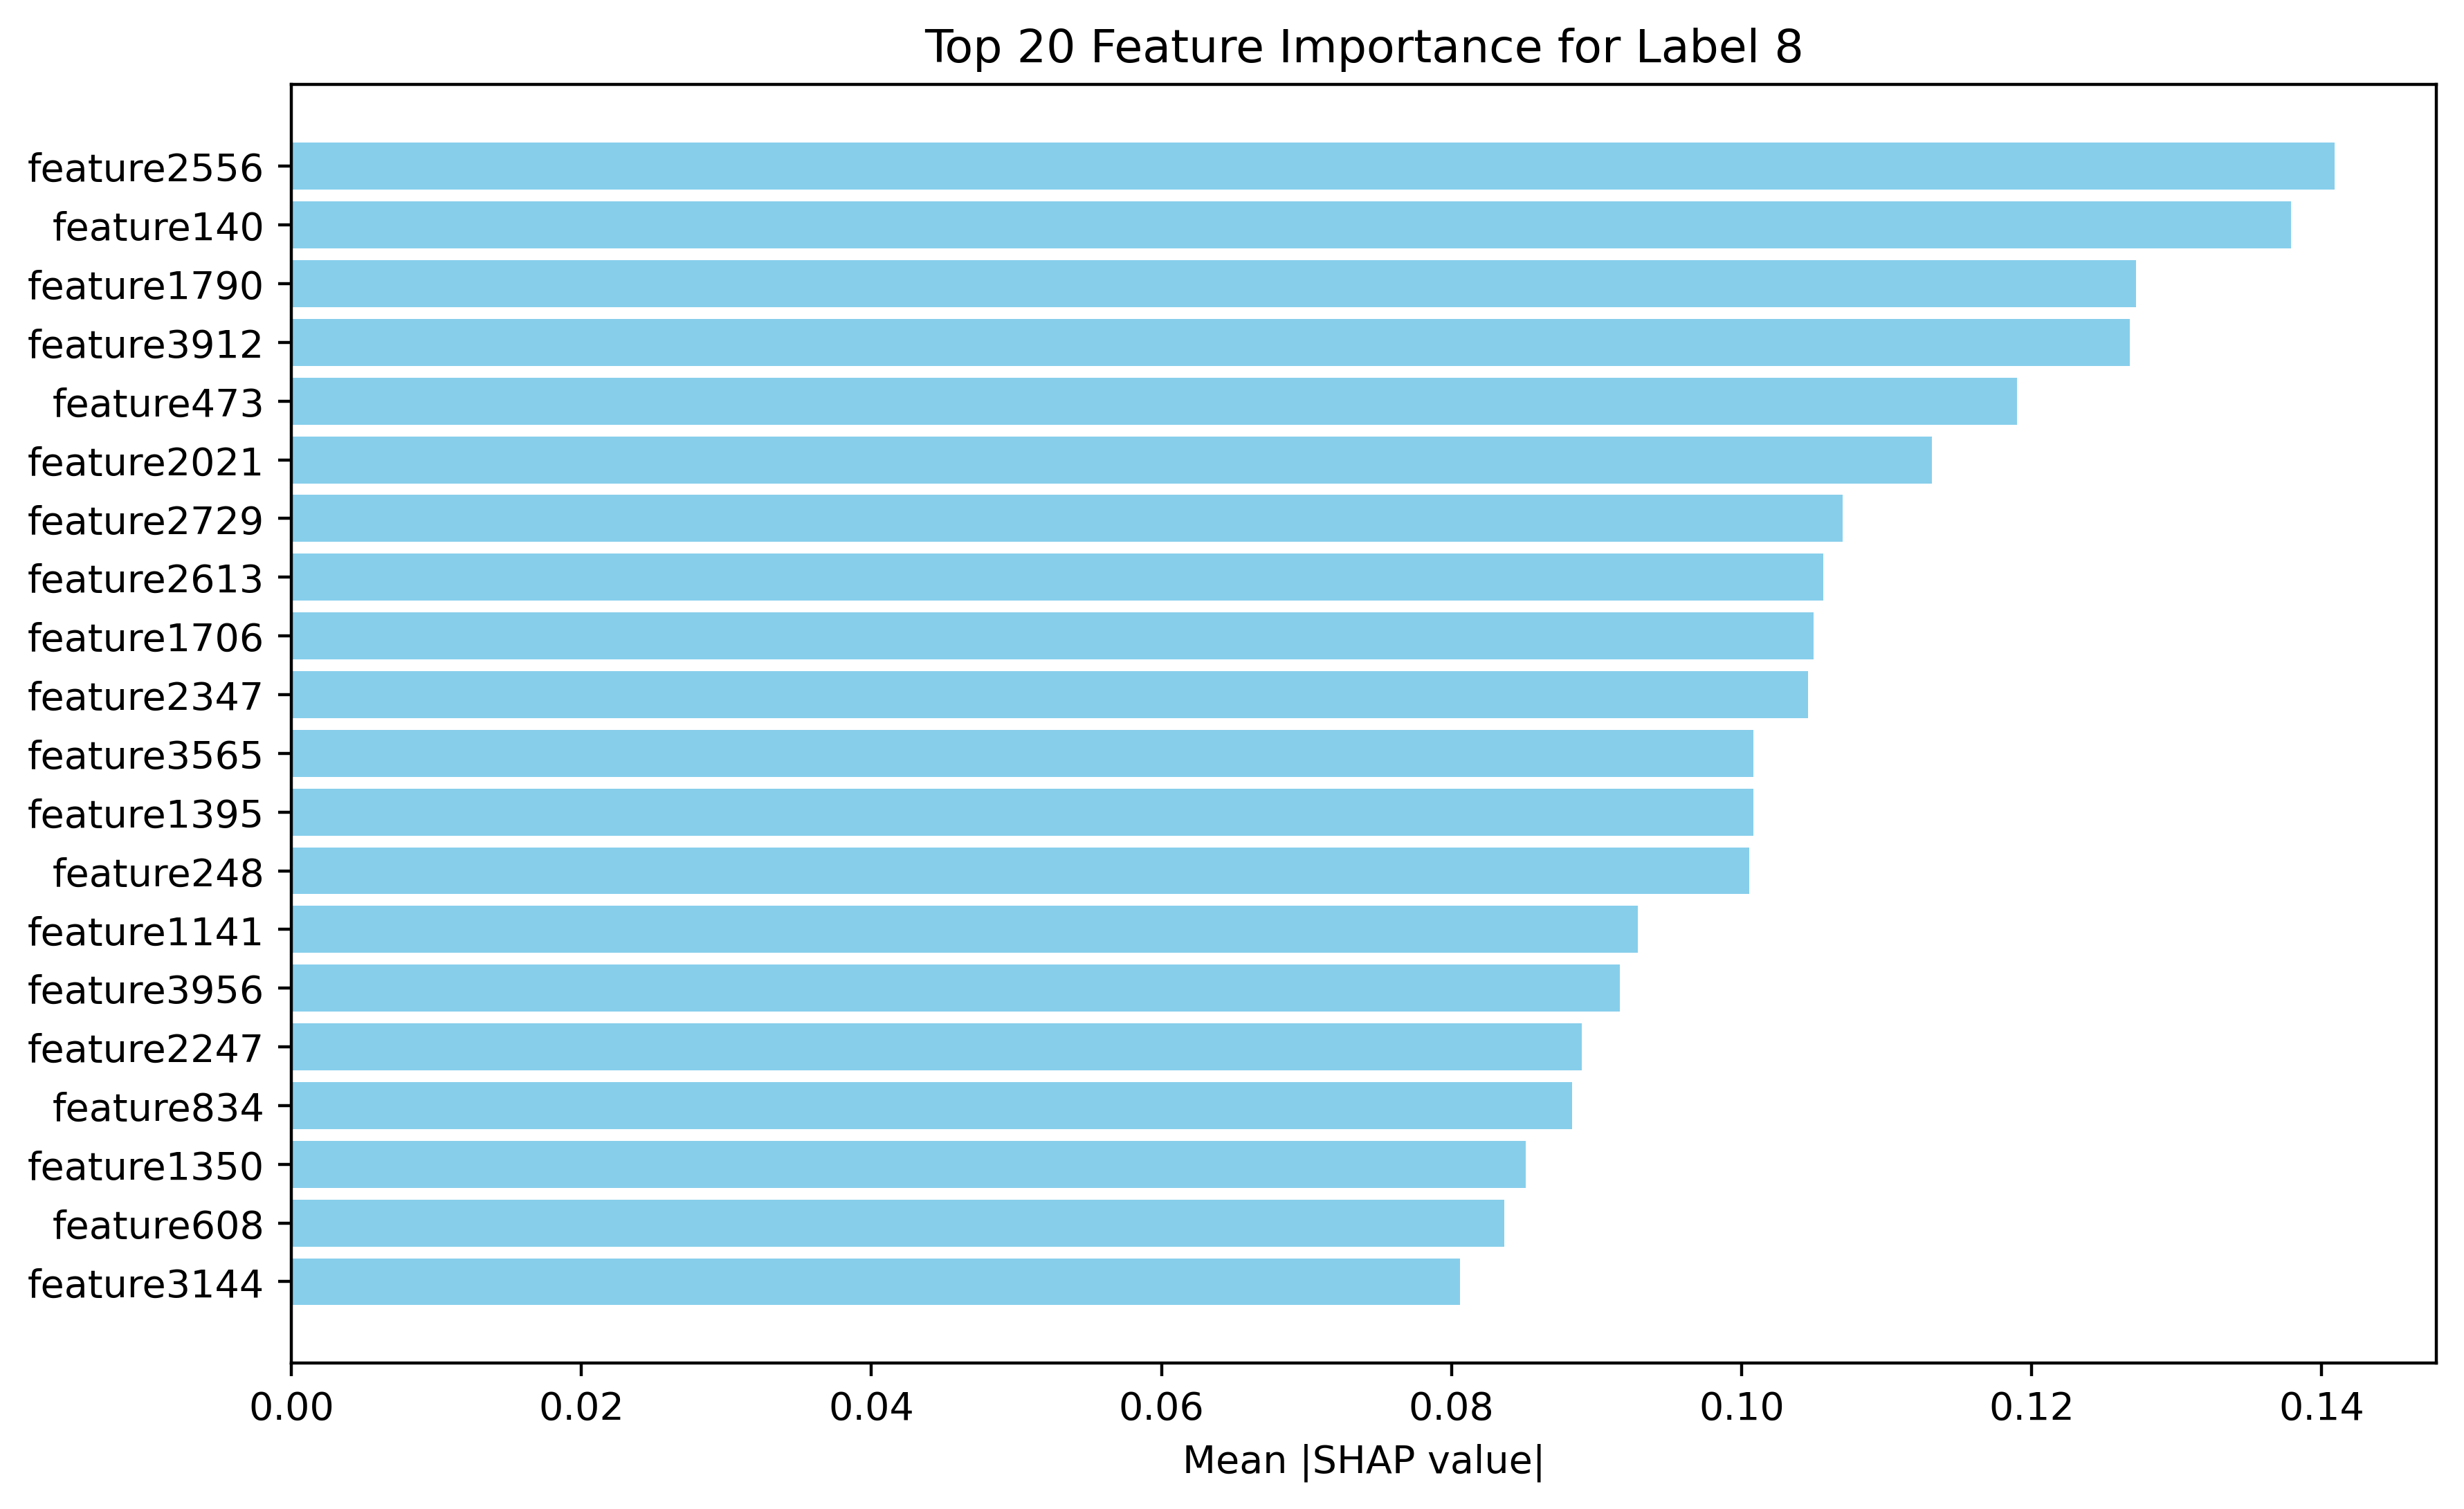 Top 20 Feature Importance for Label 8
feature2556
feature140
feature1790
feature3912
feature473
feature2021
feature2729
feature2613
feature1706
feature2347
feature3565
feature1395
feature248
feature1141
feature3956
feature2247
feature834
feature1350
feature608
feature3144
0.00 0.02 0.04 0.06 0.08 0.10 0.12 0.14
Mean |SHAP value|